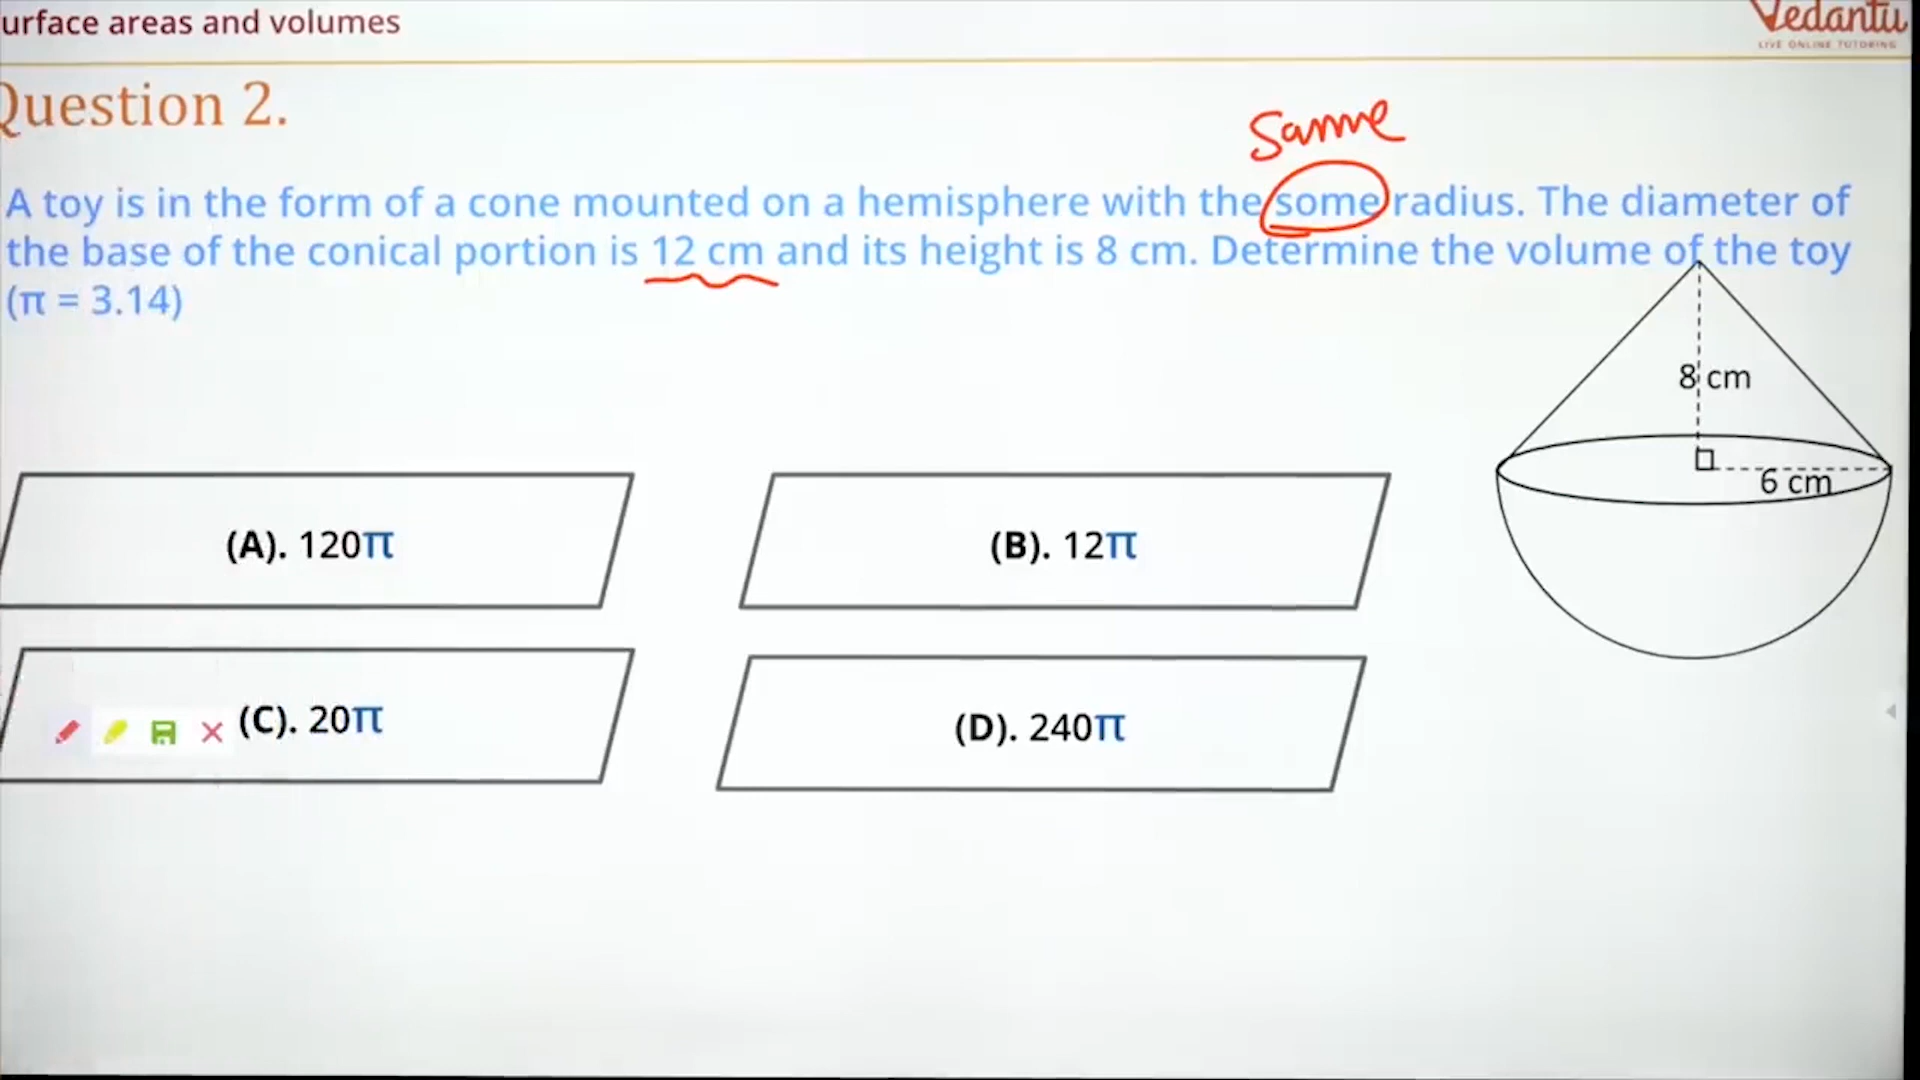 urface areas and volumes
Vedantu
LIVE ONLINE TUTORING
Question 2.
Same
A toy is in the form of a cone mounted on a hemisphere with the some radius. The diameter of
the base of the conical portion is 12 cm and its height is 8 cm. Determine the volume of the toy
(π = 3.14)
8 cm
6 cm
(A). 120π
(B). 12π
(C). 20π
(D). 240π